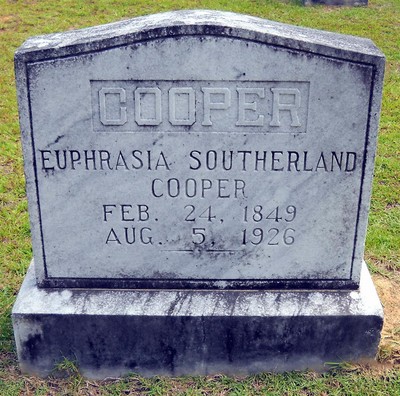 COOPER
EUPHRASIA SOUTHERLAND
COOPER
FEB. 24, 1849
AUG. 5, 1926